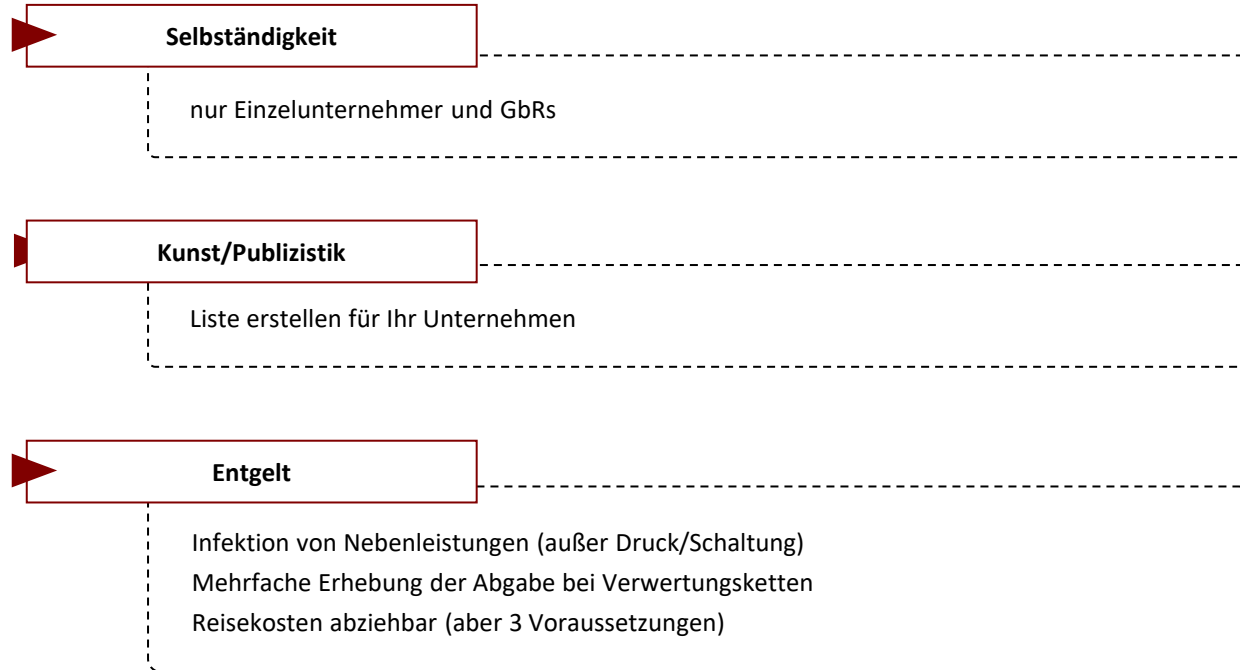 Selbständigkeit
nur Einzelunternehmer und GbRs
Kunst/Publizistik
Liste erstellen für Ihr Unternehmen
Entgelt
Infektion von Nebenleistungen (außer Druck/Schaltung)
Mehrfache Erhebung der Abgabe bei Verwertungsketten
Reisekosten abziehbar (aber 3 Voraussetzungen)